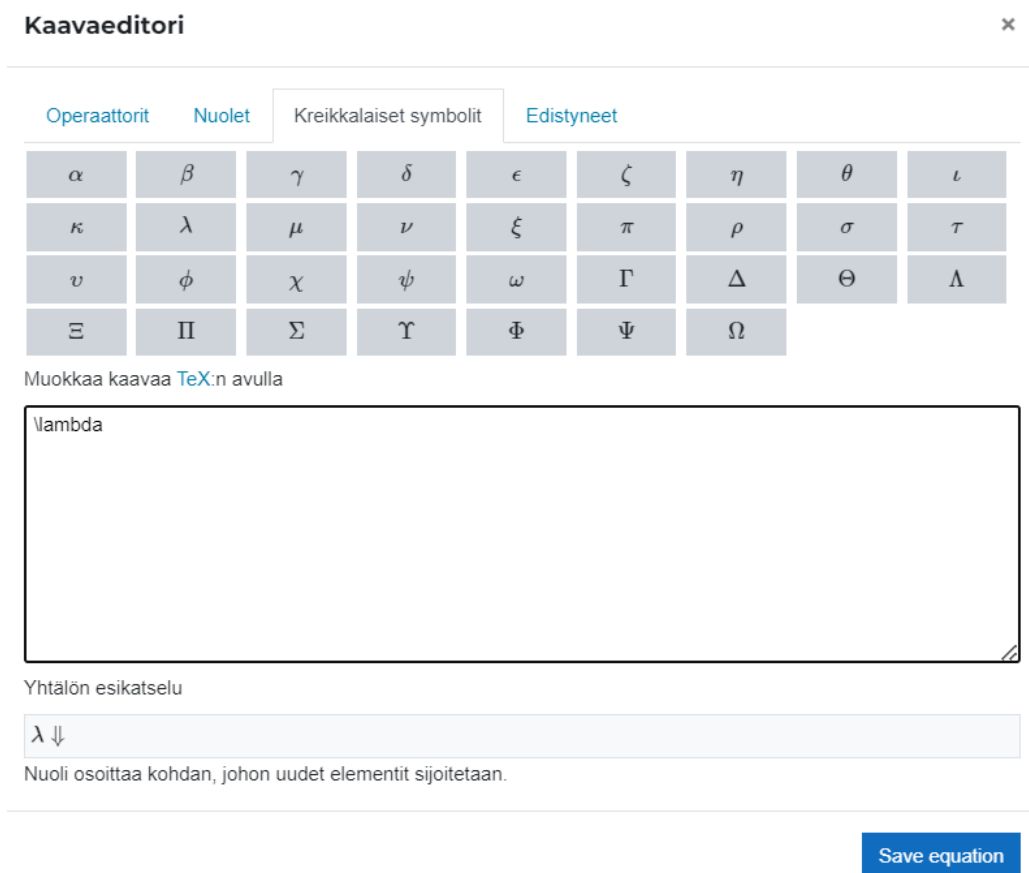 Kaavaeditori ×
Operaattorit Nuolet Kreikkalaiset symbolit Edistyneet
α β γ δ ϵ ζ η θ ι
κ λ μ ν ξ π ρ σ τ
υ ϕ χ ψ ω Γ Δ Θ Λ
Ξ Π Σ ϒ Φ Ψ Ω
Muokkaa kaavaa TeX:n avulla
\lambda
Yhtälön esikatselu
λ ⇓
Nuoli osoittaa kohdan, johon uudet elementit sijoitetaan.
Save equation